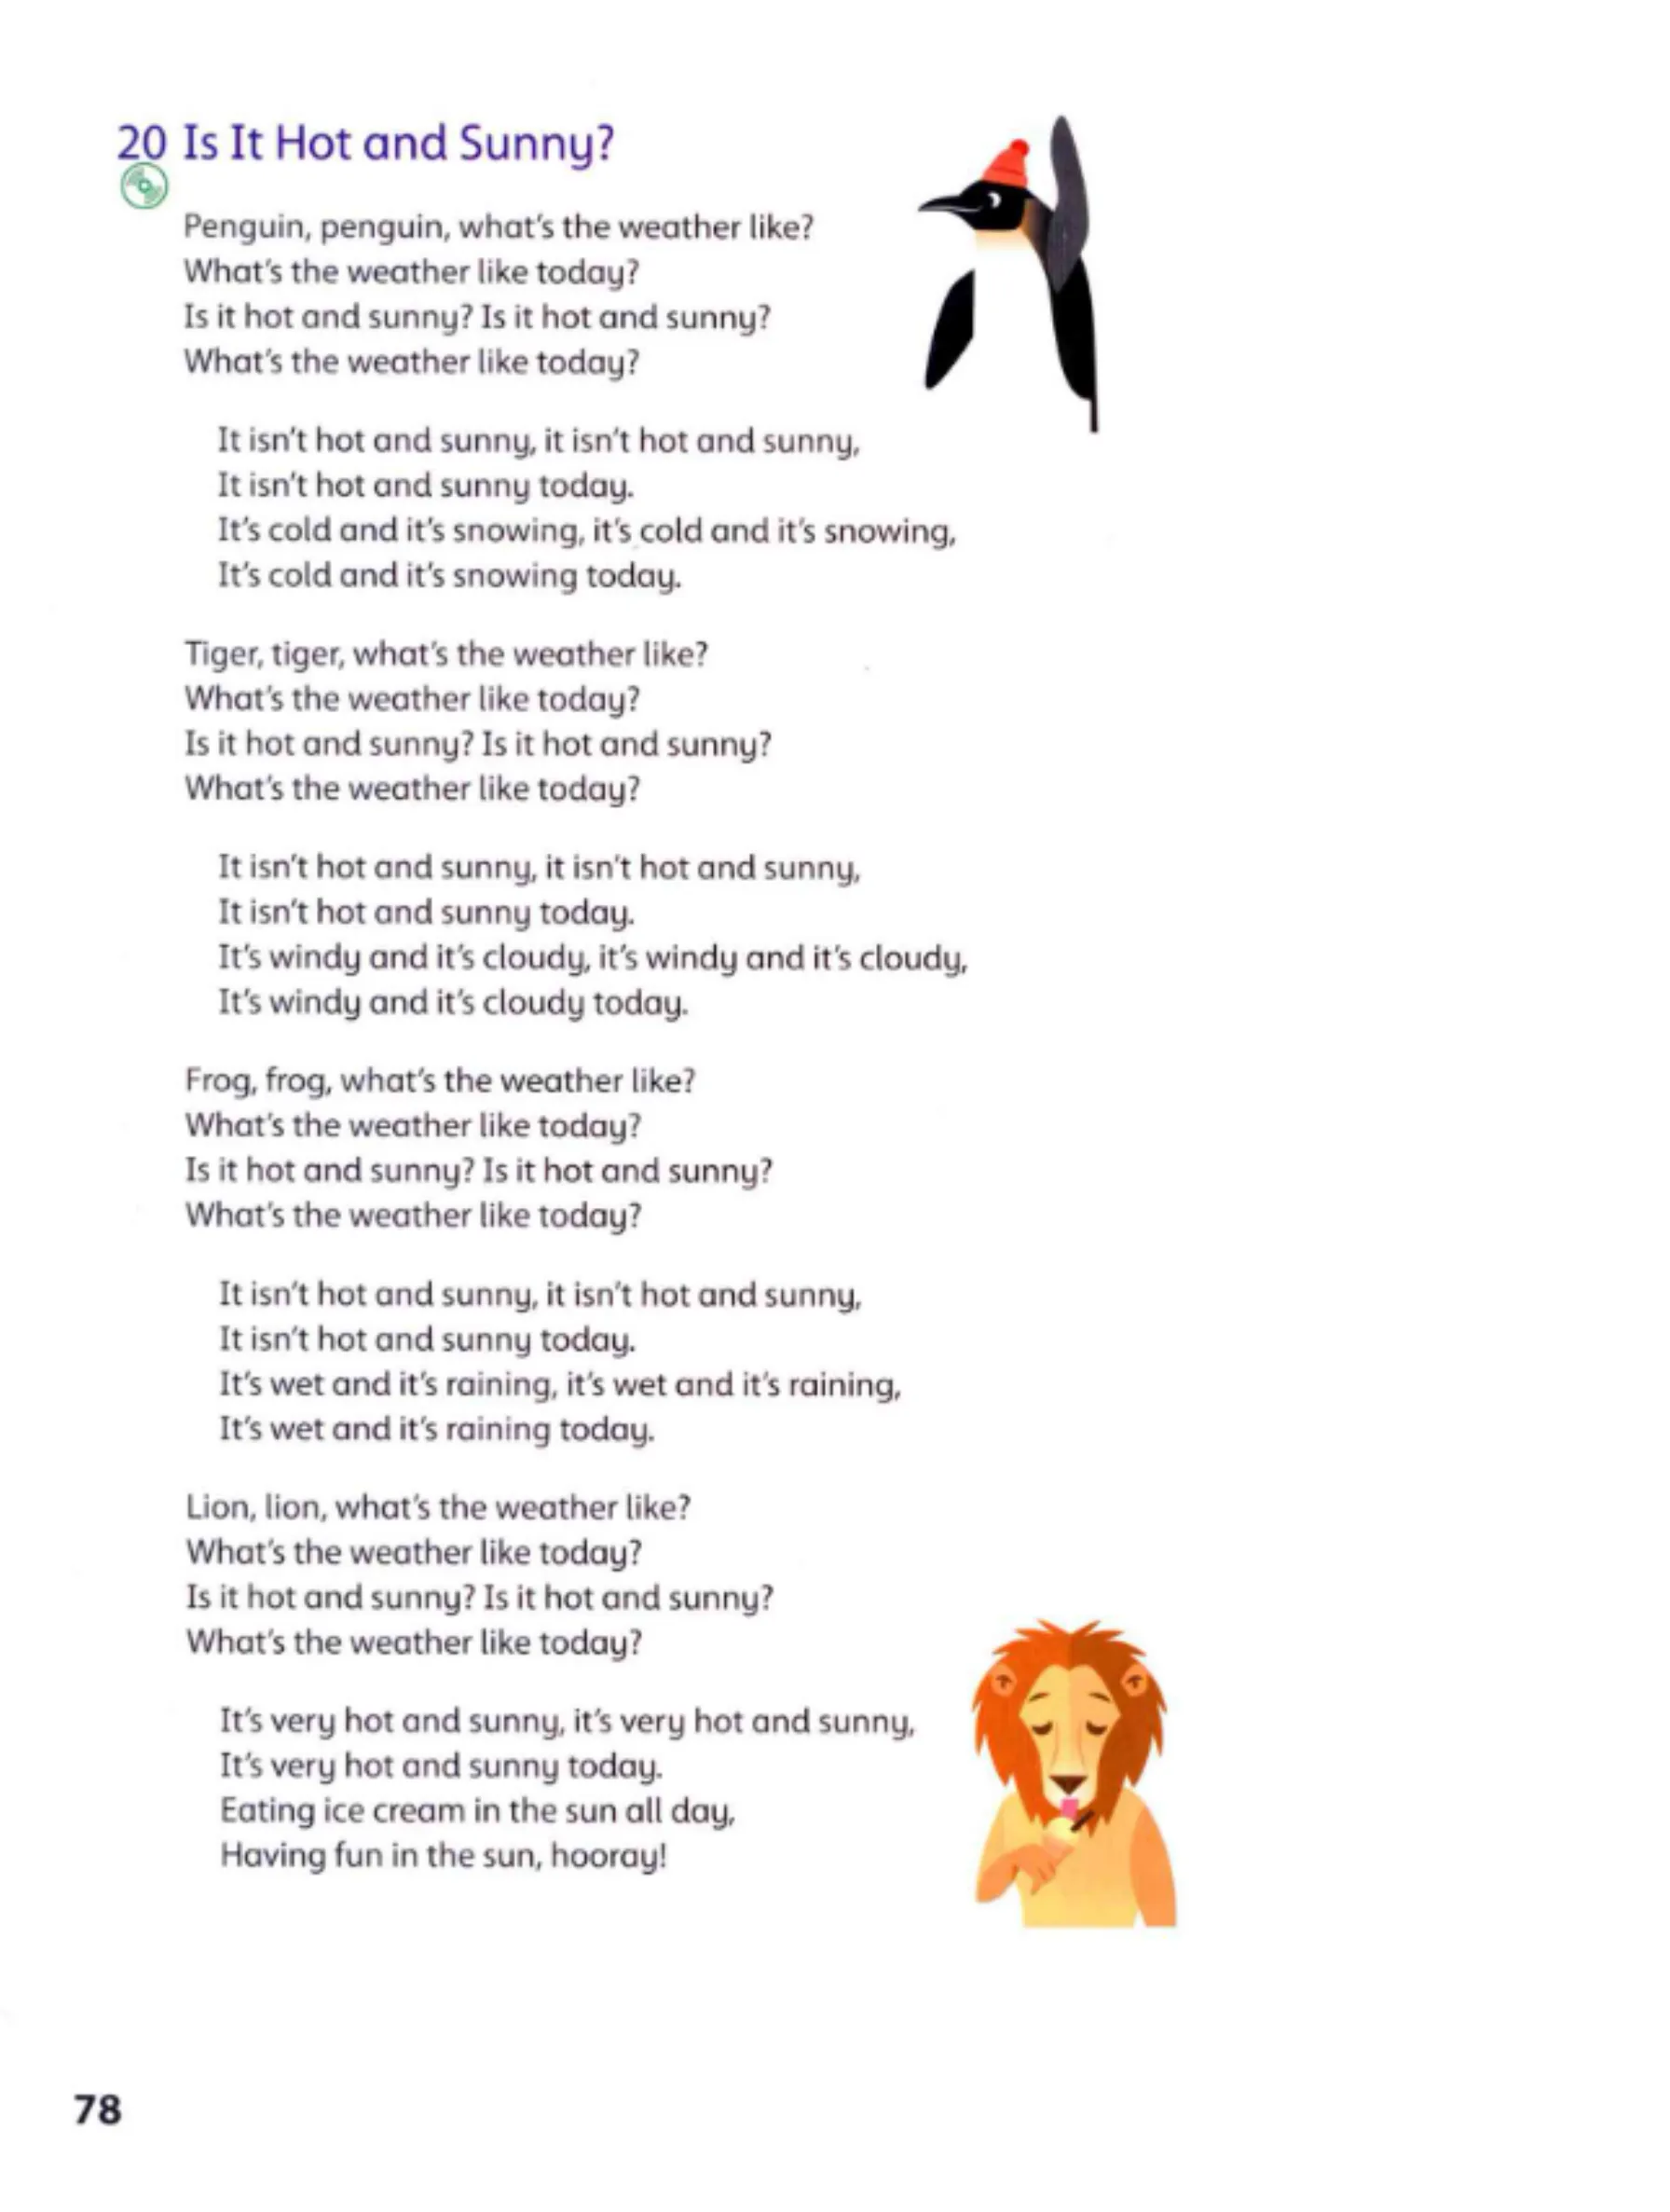 20 Is It Hot and Sunny?
Penguin, penguin, what's the weather like?
What's the weather like today?
Is it hot and sunny? Is it hot and sunny?
What's the weather like today?
It isn't hot and sunny, it isn't hot and sunny,
It isn't hot and sunny today.
It's cold and it's snowing, it's cold and it's snowing,
It's cold and it's snowing today.
Tiger, tiger, what's the weather like?
What's the weather like today?
Is it hot and sunny? Is it hot and sunny?
What's the weather like today?
It isn't hot and sunny, it isn't hot and sunny,
It isn't hot and sunny today.
It's windy and it's cloudy, it's windy and it's cloudy,
It's windy and it's cloudy today.
Frog, frog, what's the weather like?
What's the weather like today?
Is it hot and sunny? Is it hot and sunny?
What's the weather like today?
It isn't hot and sunny, it isn't hot and sunny,
It isn't hot and sunny today.
It's wet and it's raining, it's wet and it's raining,
It's wet and it's raining today.
Lion, lion, what's the weather like?
What's the weather like today?
Is it hot and sunny? Is it hot and sunny?
What's the weather like today?
It's very hot and sunny, it's very hot and sunny,
It's very hot and sunny today.
Eating ice cream in the sun all day,
Having fun in the sun, hooray!
78